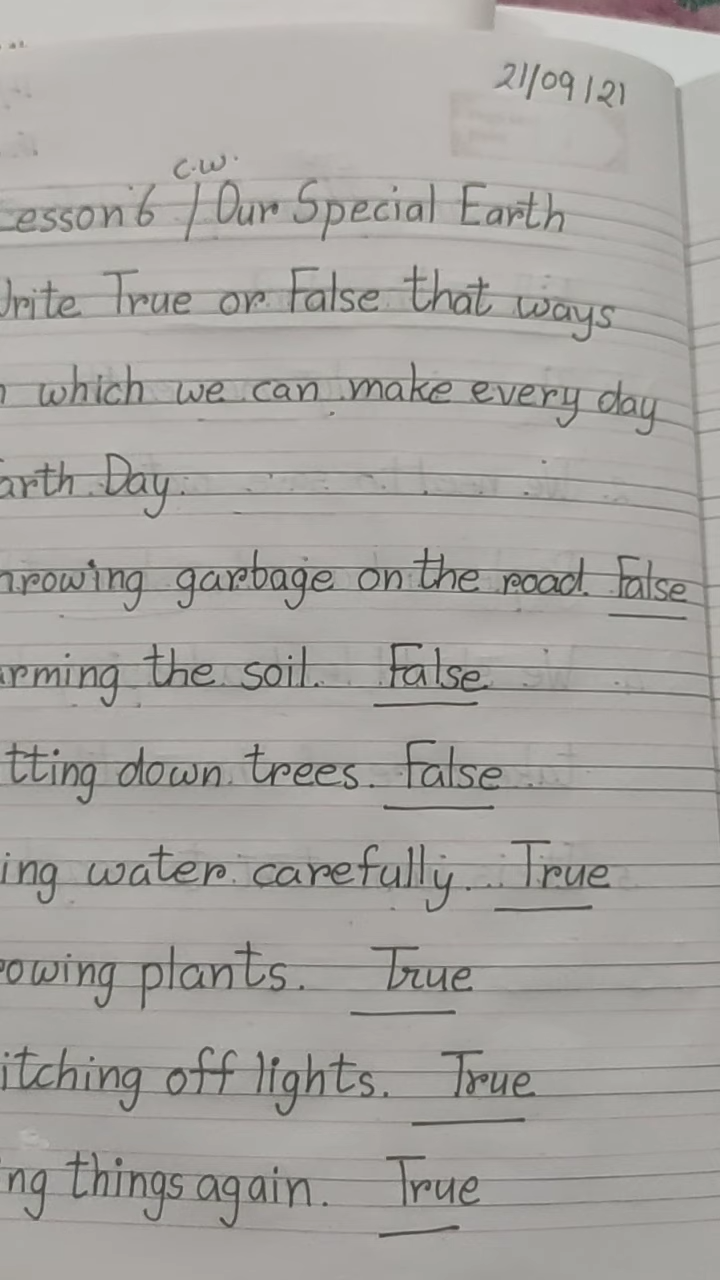 21/09/21
c.w.
esson 6 / Our Special Earth
rite True or False that ways
which we can make every day
arth Day.
rowing garbage on the road. False
rming the soil. False
tting down trees. False
ing water carefully. True
owing plants. True
itching off lights. True
ng things again. True